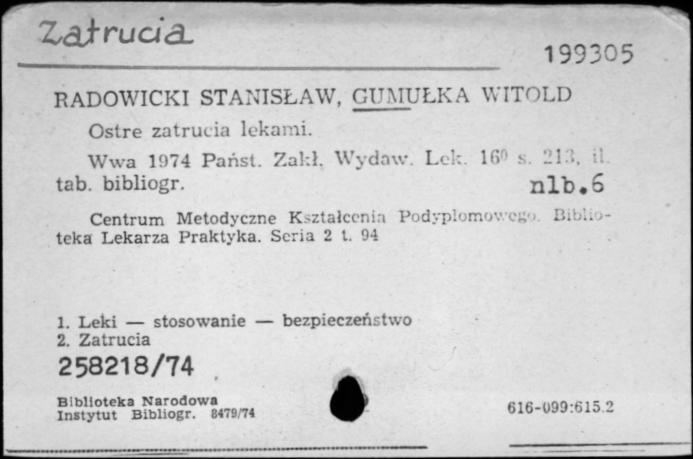 Zatrucia
199305
RADOWICKI STANISŁAW, GUMUŁKA WITOLD
Ostre zatrucia lekami.
Wwa 1974 Państ. Zakł. Wydaw. Lek. 16⁰ s. 213, il.
tab. bibliogr. nlb.6
Centrum Metodyczne Kształcenia Podyplomowego. Biblio-
teka Lekarza Praktyka. Seria 2 t. 94
1. Leki — stosowanie — bezpieczeństwo
2. Zatrucia
258218/74
Biblioteka Narodowa
Instytut Bibliogr. 8479/74
616-099:615.2